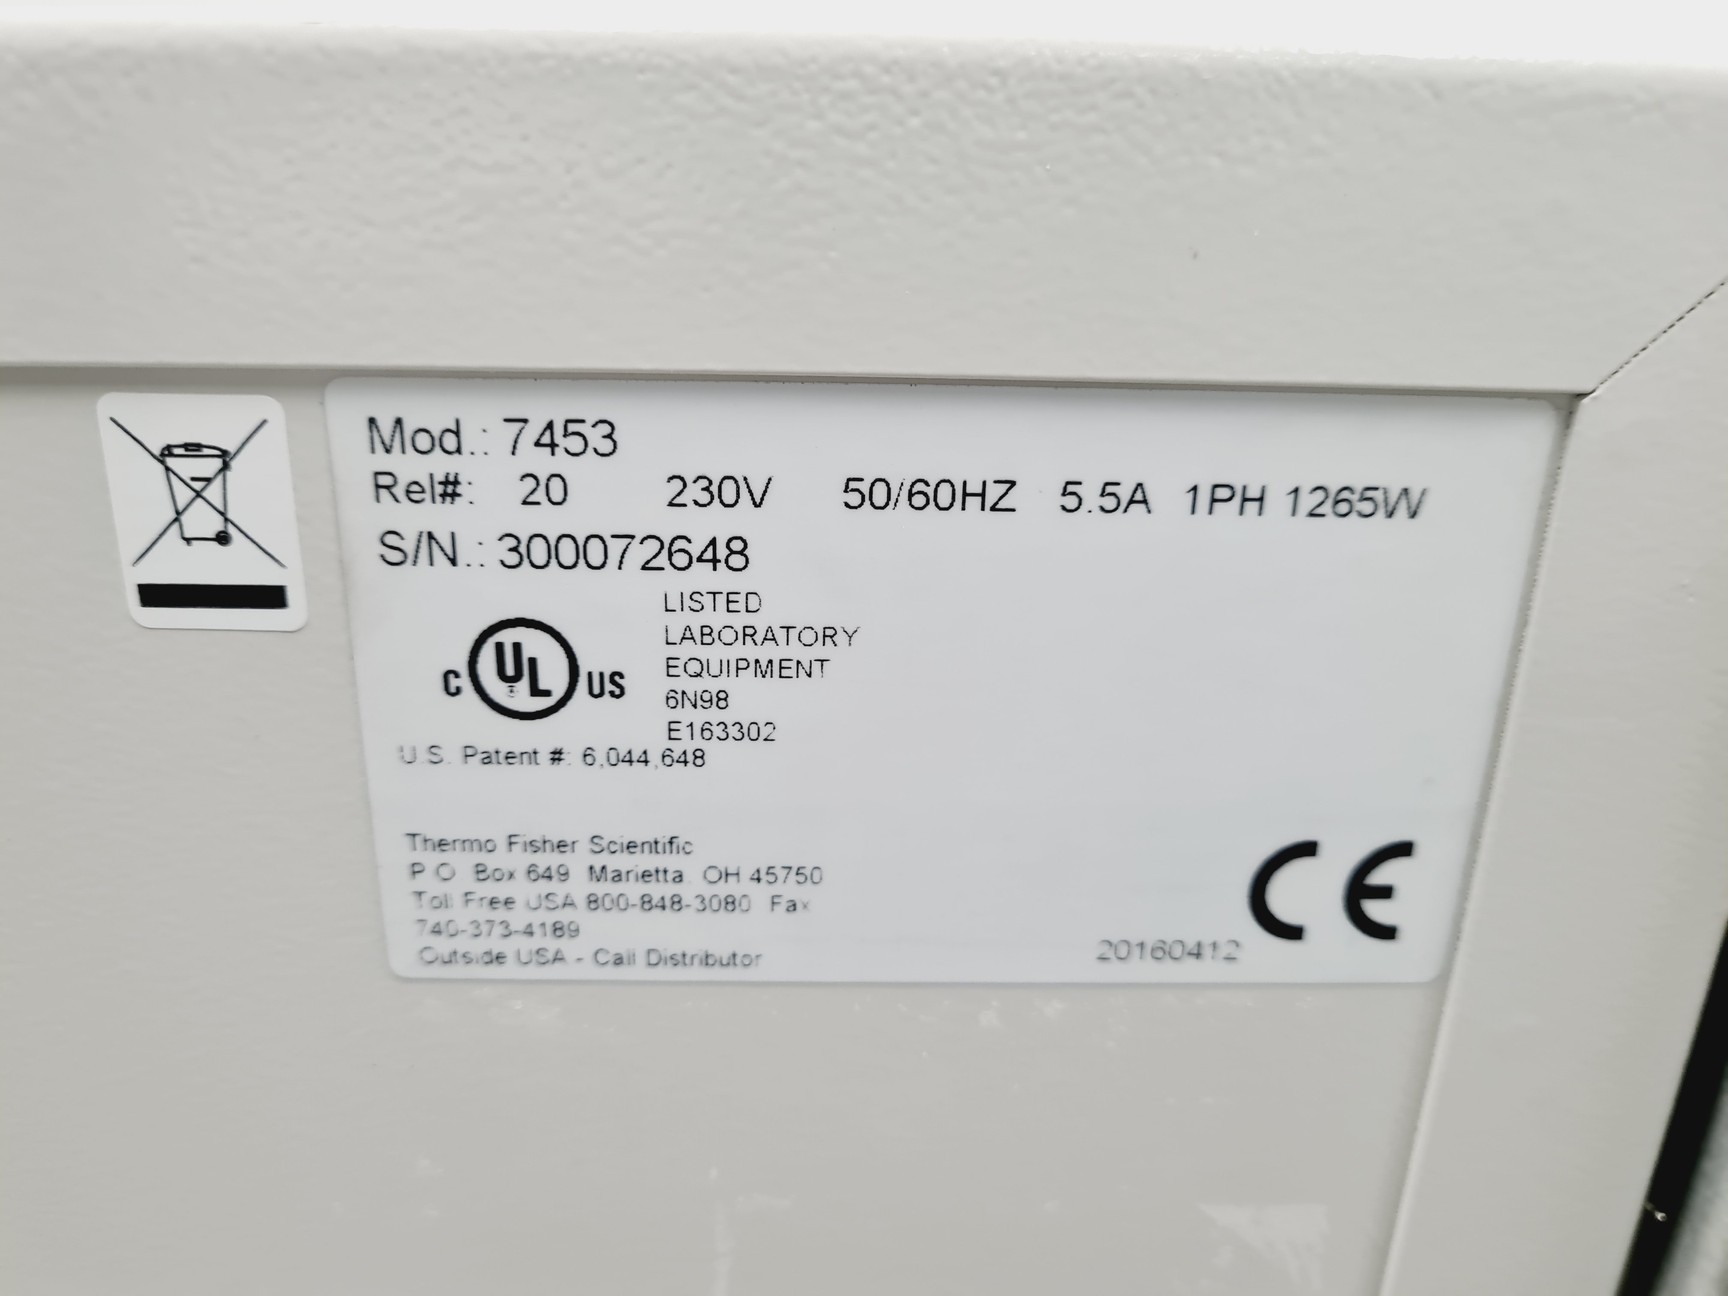 Mod.: 7453
Rel#: 20 230V 50/60HZ 5.5A 1PH 1265W
S/N.: 300072648
LISTED
LABORATORY
EQUIPMENT
6N98
E163302
C UL US
U.S. Patent #: 6,044,648
Thermo Fisher Scientific
P.O. Box 649 Marietta. OH 45750
Toll Free USA 800-848-3080 Fax
740-373-4189
Outside USA - Call Distributor
20160412
CE